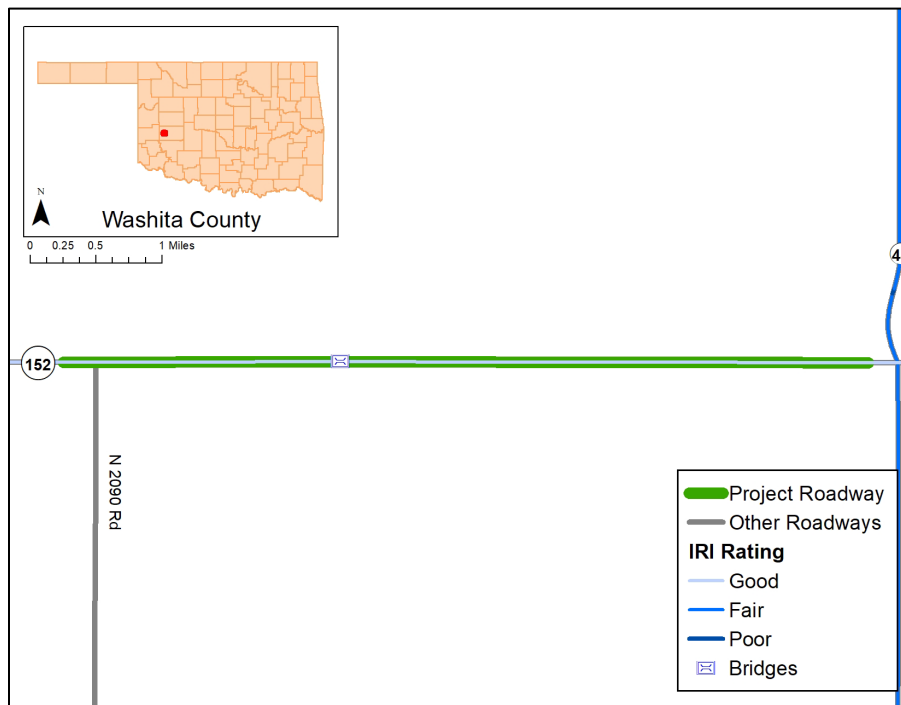 N
Washita County
0 0.25 0.5 1 Miles
4
152
N 2090 Rd
Project Roadway
Other Roadways
IRI Rating
Good
Fair
Poor
Bridges